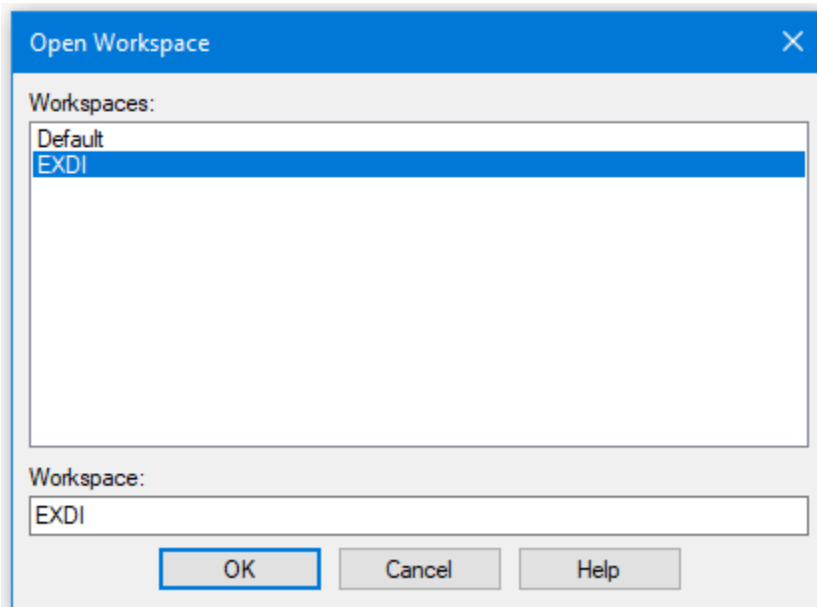 Open Workspace
Workspaces:
Default
EXDI
Workspace:
EXDI
OK Cancel Help